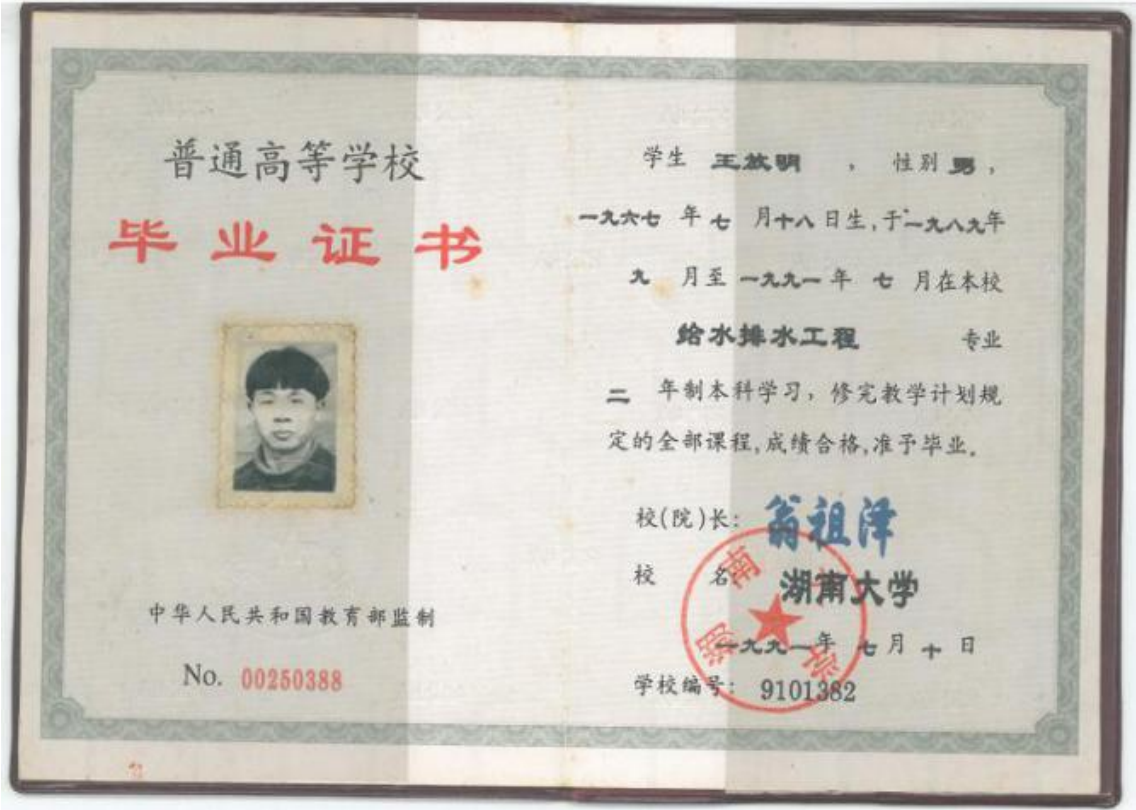 普通高等学校
毕业证书
中华人民共和国教育部监制
No. 00250388
学生 王放明 ，性别 男，
一九六七 年 七 月十八日生,于一九八九年
九 月至 一九九一 年 七 月在本校
给水排水工程 专业
二 年制本科学习，修完教学计划规
定的全部课程,成绩合格,准予毕业。
校(院)长: 翁祖泽
校 名 湖南大学
一九九一年 七月 十 日
学校编号: 9101382
湖南大学